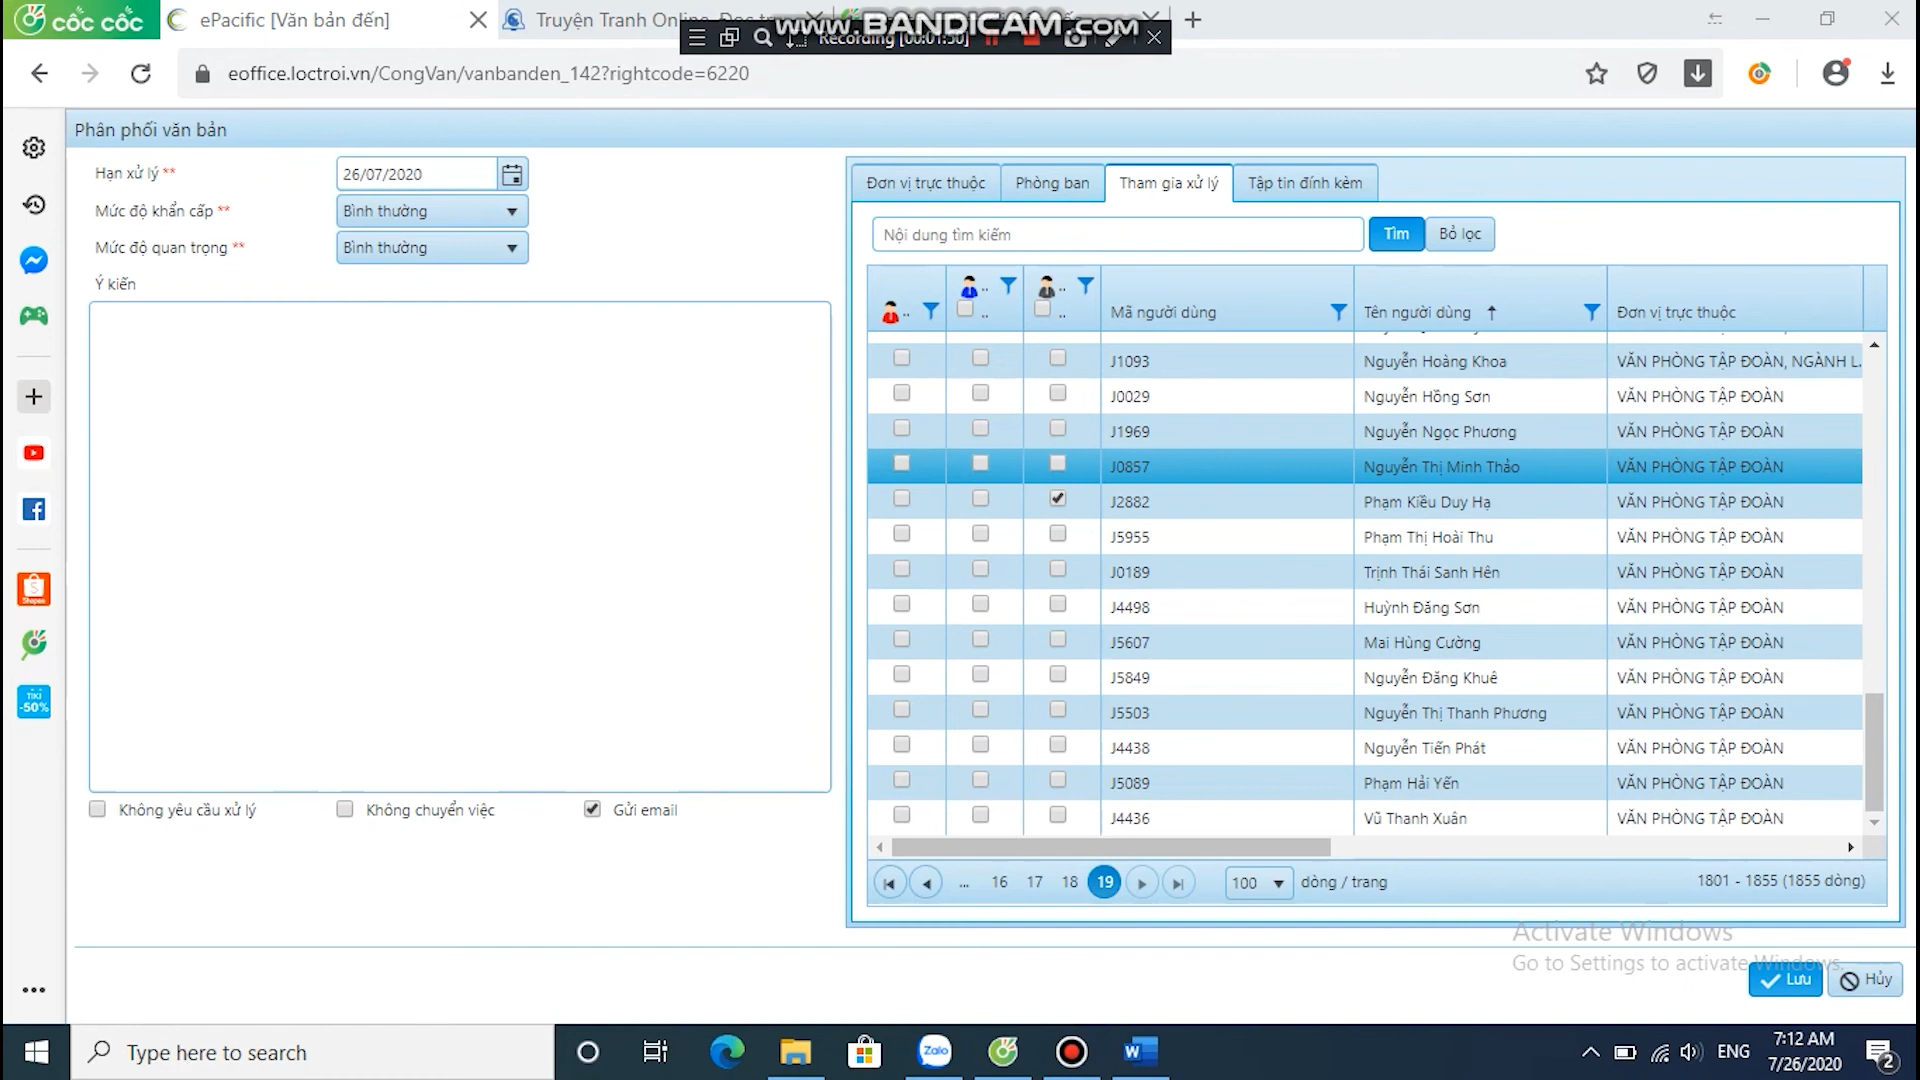 cốc cốc
ePacific [Văn bản đến]
Truyện Tranh Online
www.BANDICAM.com
Recording [00:01:30]
eoffice.loctroi.vn/CongVan/vanbanden_142?rightcode=6220
Phân phối văn bản
Hạn xử lý **
26/07/2020
Mức độ khẩn cấp **
Bình thường
Mức độ quan trọng **
Bình thường
Ý kiến
Không yêu cầu xử lý
Không chuyển việc
Gửi email
Đơn vị trực thuộc
Phòng ban
Tham gia xử lý
Tập tin đính kèm
Nội dung tìm kiếm
Tìm
Bỏ lọc
Mã người dùng
Tên người dùng
Đơn vị trực thuộc
J1093 Nguyễn Hoàng Khoa VĂN PHÒNG TẬP ĐOÀN, NGÀNH L.
J0029 Nguyễn Hồng Sơn VĂN PHÒNG TẬP ĐOÀN
J1969 Nguyễn Ngọc Phương VĂN PHÒNG TẬP ĐOÀN
J0857 Nguyễn Thị Minh Thảo VĂN PHÒNG TẬP ĐOÀN
J2882 Phạm Kiều Duy Hạ VĂN PHÒNG TẬP ĐOÀN
J5955 Phạm Thị Hoài Thu VĂN PHÒNG TẬP ĐOÀN
J0189 Trịnh Thái Sanh Hên VĂN PHÒNG TẬP ĐOÀN
J4498 Huỳnh Đăng Sơn VĂN PHÒNG TẬP ĐOÀN
J5607 Mai Hùng Cường VĂN PHÒNG TẬP ĐOÀN
J5849 Nguyễn Đăng Khuê VĂN PHÒNG TẬP ĐOÀN
J5503 Nguyễn Thị Thanh Phương VĂN PHÒNG TẬP ĐOÀN
J4438 Nguyễn Tiến Phát VĂN PHÒNG TẬP ĐOÀN
J5089 Phạm Hải Yến VĂN PHÒNG TẬP ĐOÀN
J4436 Vũ Thanh Xuân VĂN PHÒNG TẬP ĐOÀN
... 16 17 18 19
100
dòng / trang
1801 - 1855 (1855 dòng)
Activate Windows
Go to Settings to activate Windows.
Lưu
Hủy
Shopee
TIKI
-50%
Type here to search
Zalo
W
ENG
7:12 AM
7/26/2020
2